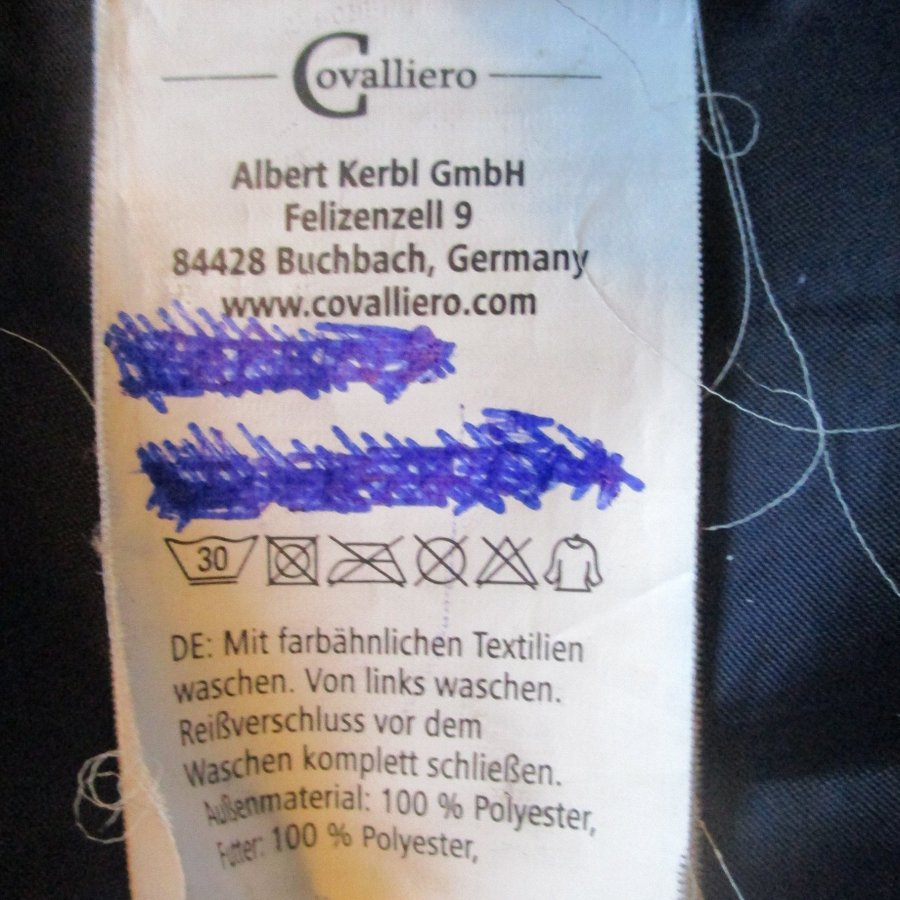 Covalliero
Albert Kerbl GmbH
Felizenzell 9
84428 Buchbach, Germany
www.covalliero.com
30
DE: Mit farbähnlichen Textilien
waschen. Von links waschen.
Reißverschluss vor dem
Waschen komplett schließen.
Außenmaterial: 100 % Polyester,
Futter: 100 % Polyester,